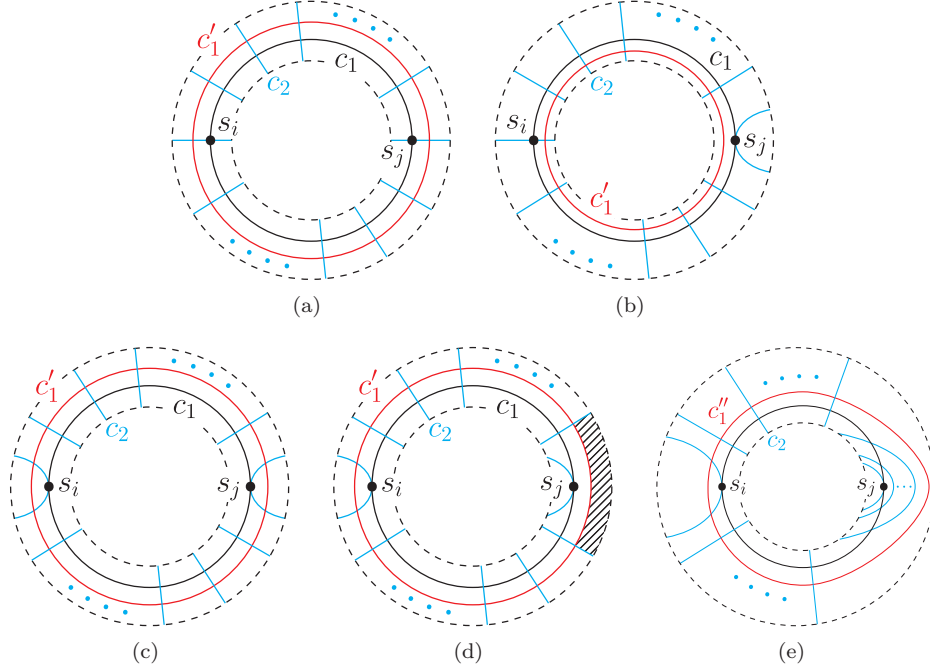 c′₁ c₁ c₂ sᵢ sⱼ
(a)
c₁ c₂ sᵢ sⱼ c′₁
(b)
c′₁ c₁ c₂ sᵢ sⱼ
(c)
c′₁ c₁ c₂ sᵢ sⱼ
(d)
c″₁ c₂ sᵢ sⱼ
(e)